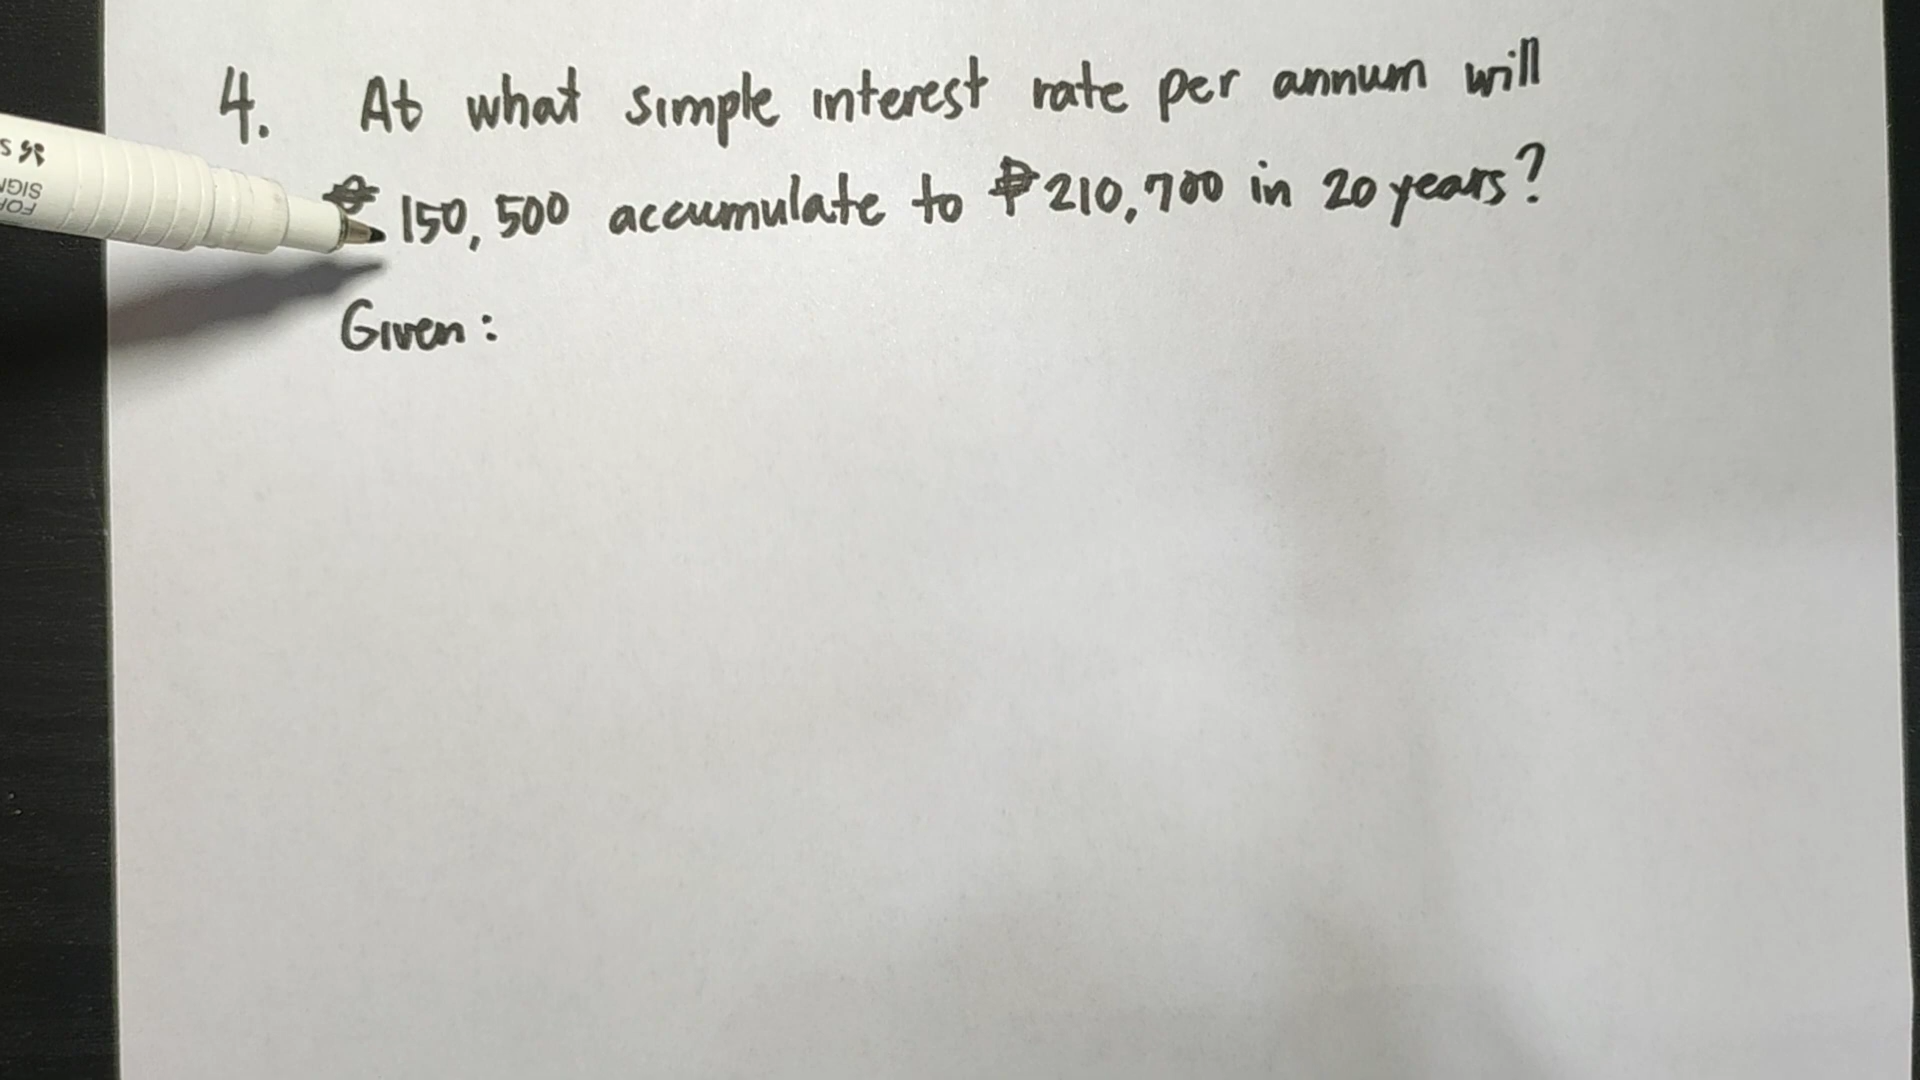 4. At what simple interest rate per annum will
₱150,500 accumulate to ₱210,700 in 20 years?
Given: